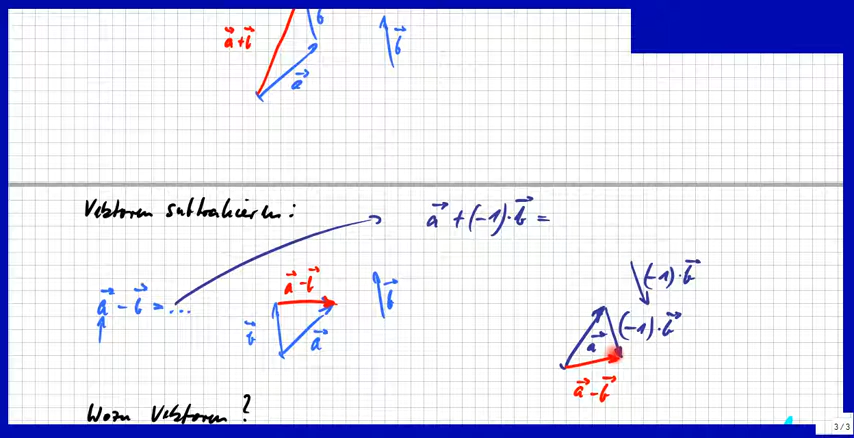 a⃗+b⃗
b⃗
a⃗
b⃗
Vektoren subtrahieren:
a⃗ + (-1)·b⃗ =
a⃗ - b⃗ = ...
a⃗ - b⃗
b⃗
a⃗
b⃗
(-1)·b⃗
a⃗
(-1)·b⃗
a⃗ - b⃗
Wozu Vektoren?
3/3